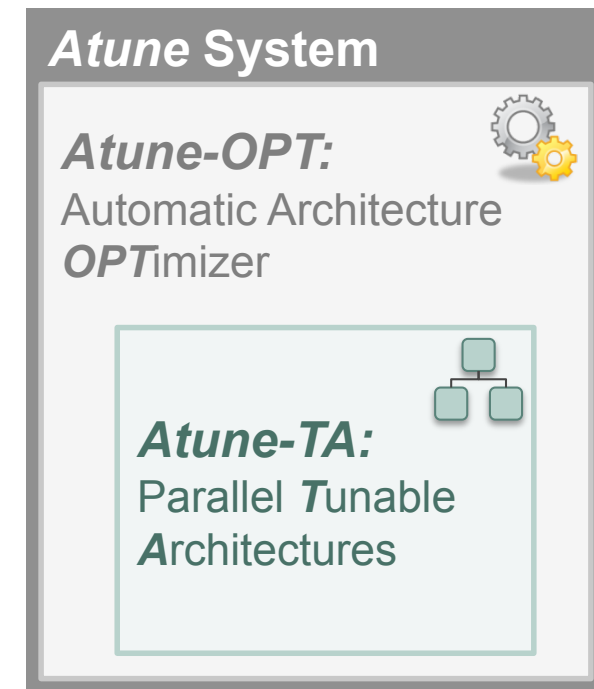 Atune System
Atune-OPT:
Automatic Architecture
OPTimizer
Atune-TA:
Parallel Tunable
Architectures